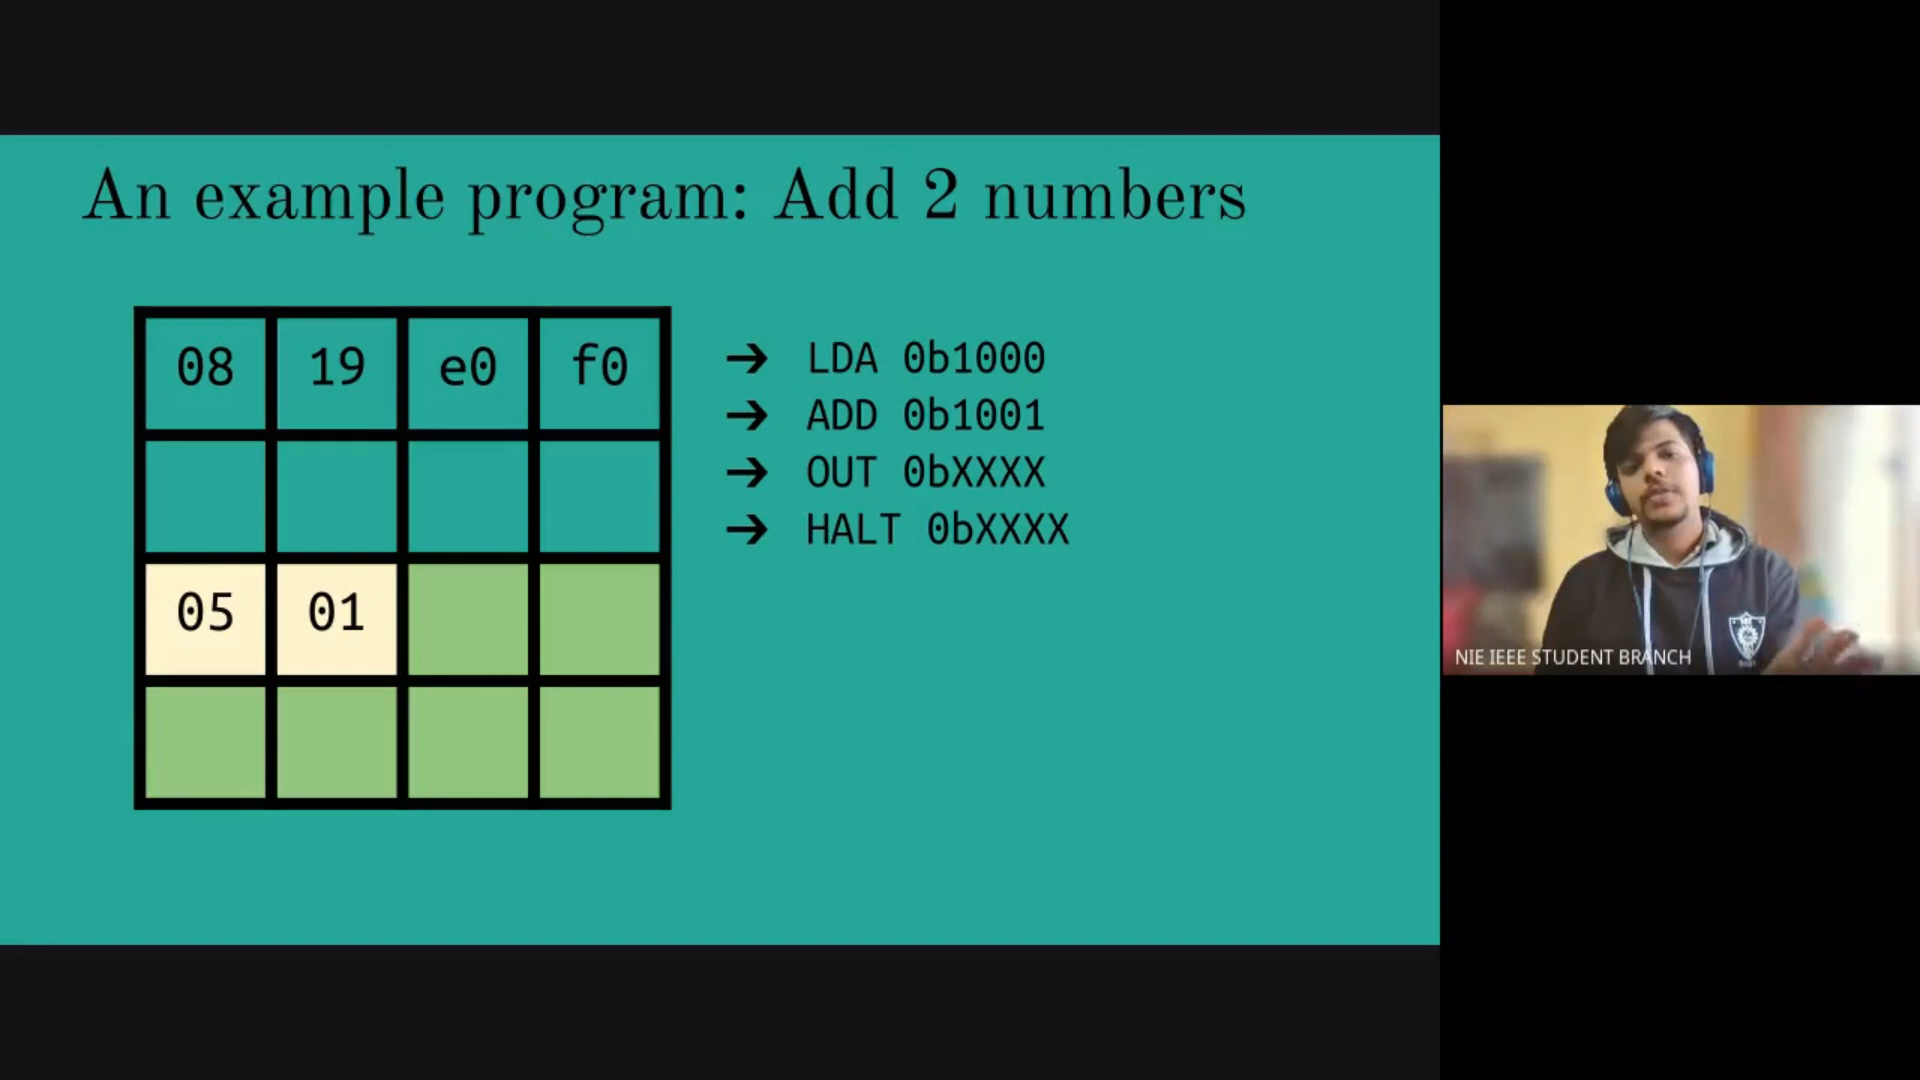 An example program: Add 2 numbers
08 19 e0 f0
05 01
→ LDA 0b1000
→ ADD 0b1001
→ OUT 0bXXXX
→ HALT 0bXXXX
NIE IEEE STUDENT BRANCH